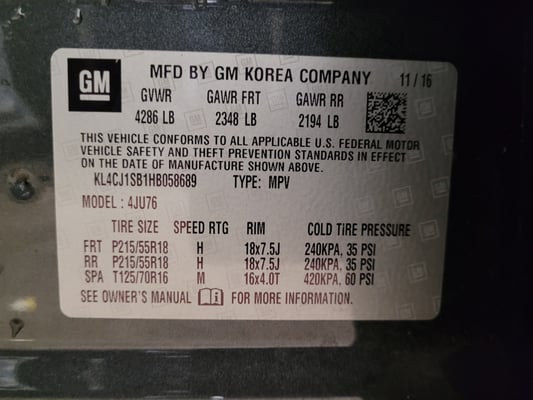 GM
MFD BY GM KOREA COMPANY 11/16
GVWR GAWR FRT GAWR RR
4286 LB 2348 LB 2194 LB
THIS VEHICLE CONFORMS TO ALL APPLICABLE U.S. FEDERAL MOTOR
VEHICLE SAFETY AND THEFT PREVENTION STANDARDS IN EFFECT
ON THE DATE OF MANUFACTURE SHOWN ABOVE.
KL4CJ1SB1HB058689 TYPE: MPV
MODEL: 4JU76
TIRE SIZE SPEED RTG RIM COLD TIRE PRESSURE
FRT P215/55R18 H 18x7.5J 240KPA, 35 PSI
RR P215/55R18 H 18x7.5J 240KPA, 35 PSI
SPA T125/70R16 M 16x4.0T 420KPA, 60 PSI
SEE OWNER'S MANUAL FOR MORE INFORMATION.